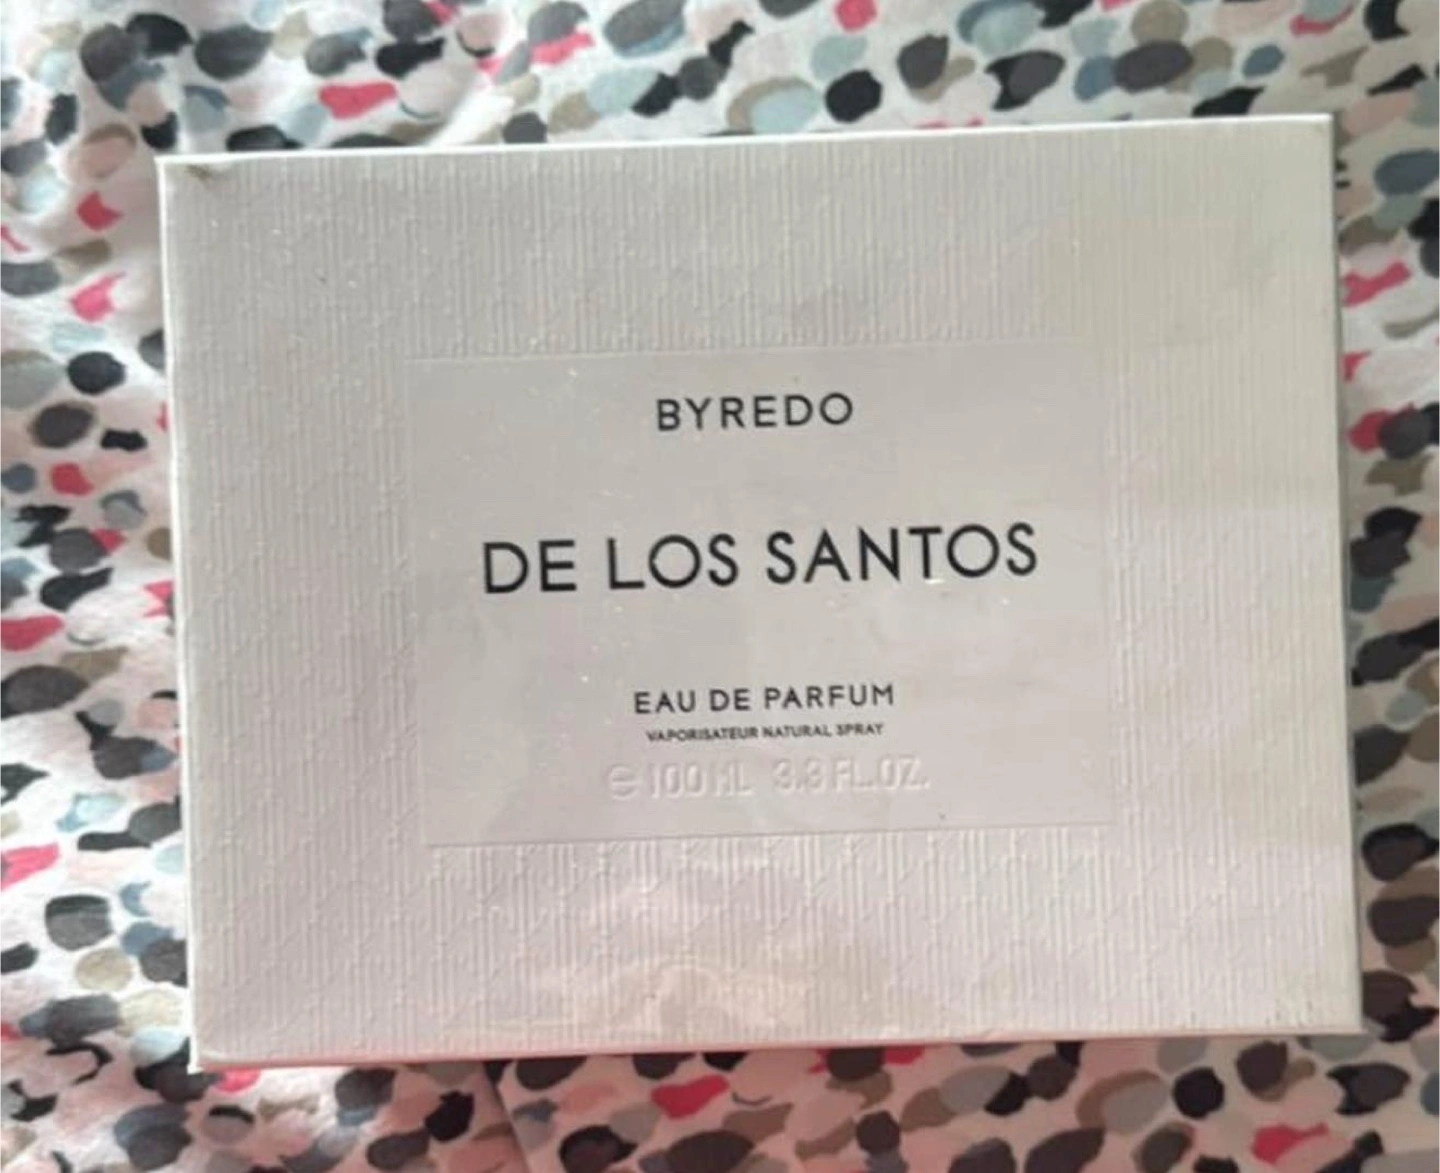 BYREDO
DE LOS SANTOS
EAU DE PARFUM
VAPORISATEUR NATURAL SPRAY
℮ 100 ML 3.3 FL.OZ.